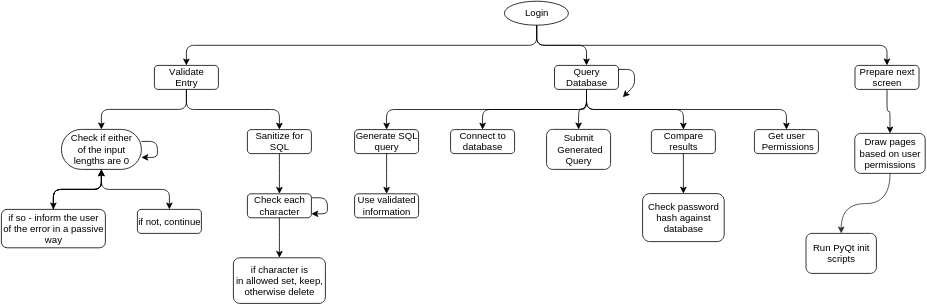 Login
Validate
Entry
Query
Database
Prepare next
screen
Check if either
of the input
lengths are 0
Sanitize for
SQL
Generate SQL
query
Connect to
database
Submit
Generated
Query
Compare
results
Get user
Permissions
Draw pages
based on user
permissions
if so - inform the user
of the error in a passive
way
if not, continue
Check each
character
Use validated
information
Check password
hash against
database
Run PyQt init
scripts
if character is
in allowed set, keep,
otherwise delete